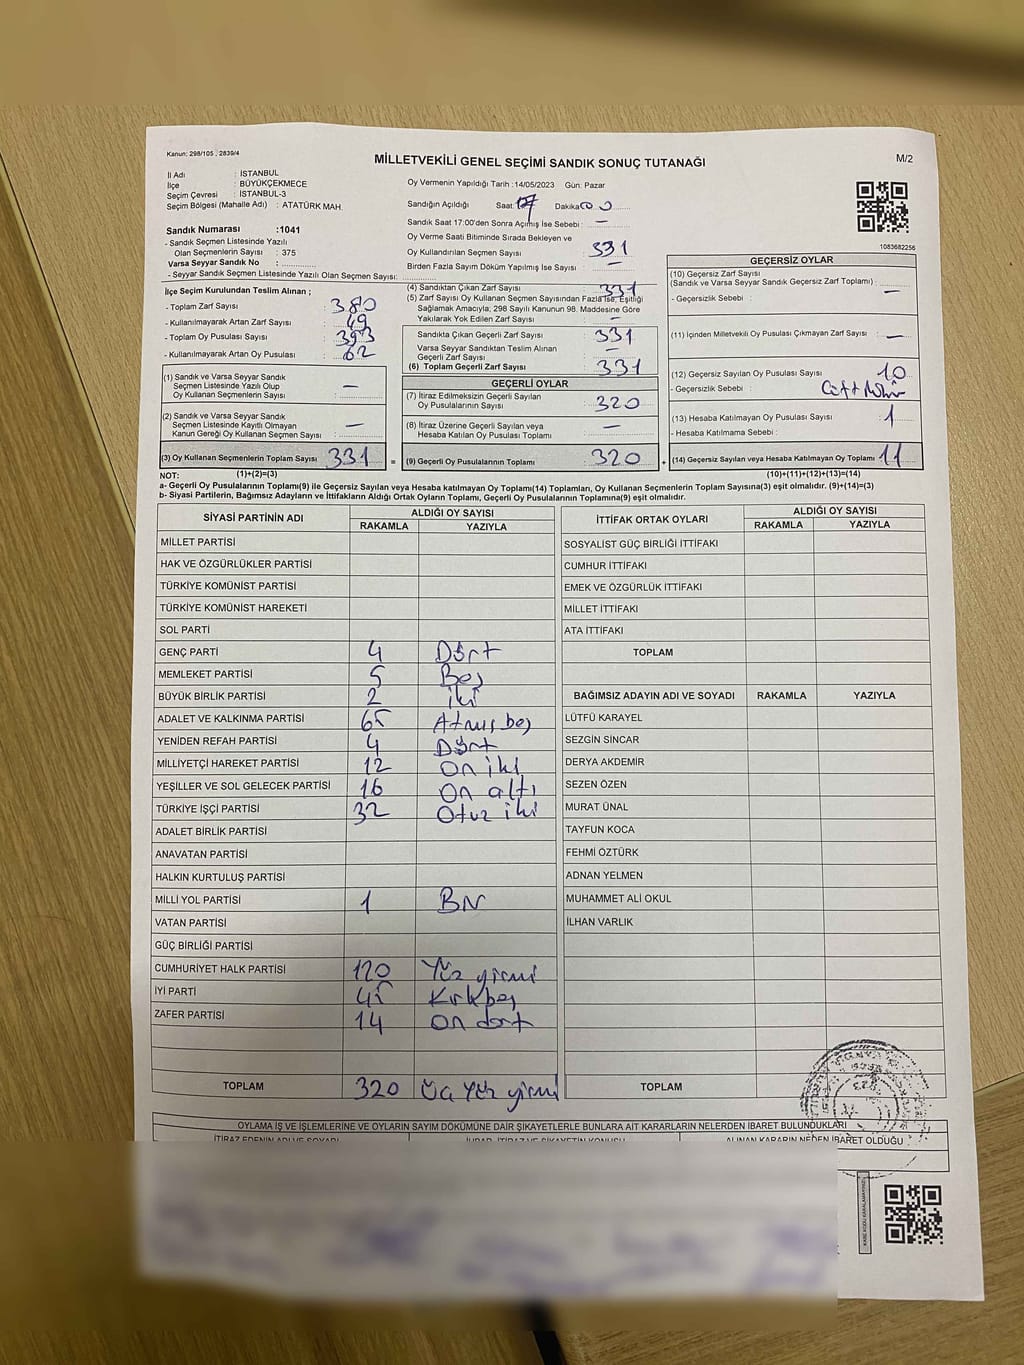 Kanun: 298/105 , 2839/4
MİLLETVEKİLİ GENEL SEÇİMİ SANDIK SONUÇ TUTANAĞI
M/2
İl Adı : İSTANBUL
İlçe : BÜYÜKÇEKMECE
Seçim Çevresi : İSTANBUL-3
Seçim Bölgesi (Mahalle Adı) : ATATÜRK MAH.
Sandık Numarası :1041
- Sandık Seçmen Listesinde Yazılı
Olan Seçmenlerin Sayısı : 375
Varsa Seyyar Sandık No :
- Seyyar Sandık Seçmen Listesinde Yazılı Olan Seçmen Sayısı:
Oy Vermenin Yapıldığı Tarih :14/05/2023 Gün: Pazar
Sandığın Açıldığı Saat: 17 Dakika: 00
Sandık Saat 17:00'den Sonra Açılmış İse Sebebi : —
Oy Verme Saati Bitiminde Sırada Bekleyen ve
Oy Kullandırılan Seçmen Sayısı : 331
Birden Fazla Sayım Döküm Yapılmış İse Sayısı : —
1083682256
İlçe Seçim Kurulundan Teslim Alınan ;
- Toplam Zarf Sayısı : 380
- Kullanılmayarak Artan Zarf Sayısı : 49
- Toplam Oy Pusulası : 393
- Kullanılmayarak Artan Oy Pusulası : 62
(4) Sandıktan Çıkan Zarf Sayısı : 331
(5) Zarf Sayısı Oy Kullanan Seçmen Sayısından Fazla İse, Eşitliği
Sağlamak Amacıyla; 298 Sayılı Kanunun 98. Maddesine Göre
Yakılarak Yok Edilen Zarf Sayısı : —
Sandıkta Çıkan Geçerli Zarf Sayısı : 331
Varsa Seyyar Sandıktan Teslim Alınan
Geçerli Zarf Sayısı : —
(6) Toplam Geçerli Zarf Sayısı : 331
GEÇERSİZ OYLAR
(10) Geçersiz Zarf Sayısı
(Sandık ve Varsa Seyyar Sandık Geçersiz Zarf Toplamı) :
- Geçersizlik Sebebi : —
(11) İçinden Milletvekili Oy Pusulası Çıkmayan Zarf Sayısı : —
(12) Geçersiz Sayılan Oy Pusulası Sayısı : 10
- Geçersizlik Sebebi : Çift Mühür
(13) Hesaba Katılmayan Oy Pusulası Sayısı : 1
- Hesaba Katılmama Sebebi :
(14) Geçersiz Sayılan veya Hesaba Katılmayan Oy Toplamı : 11
(10)+(11)+(12)+(13)=(14)
(1) Sandık ve Varsa Seyyar Sandık
Seçmen Listesinde Yazılı Olup
Oy Kullanan Seçmenlerin Sayısı : —
(2) Sandık ve Varsa Seyyar Sandık
Seçmen Listesinde Kayıtlı Olmayan
Kanun Gereği Oy Kullanan Seçmen Sayısı : —
(3) Oy Kullanan Seçmenlerin Toplam Sayısı : 331 =
(1)+(2)=(3)
GEÇERLİ OYLAR
(7) İtiraz Edilmeksizin Geçerli Sayılan
Oy Pusulalarının Sayısı : 320
(8) İtiraz Üzerine Geçerli Sayılan veya
Hesaba Katılan Oy Pusulası Toplamı : —
(9) Geçerli Oy Pusulalarının Toplamı : 320 +
NOT:
a- Geçerli Oy Pusulalarının Toplamı(9) ile Geçersiz Sayılan veya Hesaba katılmayan Oy Toplamı(14) Toplamları, Oy Kullanan Seçmenlerin Toplam Sayısına(3) eşit olmalıdır. (9)+(14)=(3)
b- Siyasi Partilerin, Bağımsız Adayların ve İttifakların Aldığı Ortak Oyların Toplamı, Geçerli Oy Pusulalarının Toplamına(9) eşit olmalıdır.
SİYASİ PARTİNİN ADI ALDIĞI OY SAYISI
RAKAMLA YAZIYLA
MİLLET PARTİSİ
HAK VE ÖZGÜRLÜKLER PARTİSİ
TÜRKİYE KOMÜNİST PARTİSİ
TÜRKİYE KOMÜNİST HAREKETİ
SOL PARTİ
GENÇ PARTİ 4 Dört
MEMLEKET PARTİSİ 5 Beş
BÜYÜK BİRLİK PARTİSİ 2 iki
ADALET VE KALKINMA PARTİSİ 65 Atmış beş
YENİDEN REFAH PARTİSİ 4 Dört
MİLLİYETÇİ HAREKET PARTİSİ 12 On iki
YEŞİLLER VE SOL GELECEK PARTİSİ 16 On altı
TÜRKİYE İŞÇİ PARTİSİ 32 Otuz iki
ADALET BİRLİK PARTİSİ
ANAVATAN PARTİSİ
HALKIN KURTULUŞ PARTİSİ
MİLLİ YOL PARTİSİ 1 Bir
VATAN PARTİSİ
GÜÇ BİRLİĞİ PARTİSİ
CUMHURİYET HALK PARTİSİ 120 Yüz yirmi
İYİ PARTİ 45 Kırkbeş
ZAFER PARTİSİ 14 On dört
TOPLAM 320 Üç Yüz yirmi
İTTİFAK ORTAK OYLARI ALDIĞI OY SAYISI
RAKAMLA YAZIYLA
SOSYALİST GÜÇ BİRLİĞİ İTTİFAKI
CUMHUR İTTİFAKI
EMEK VE ÖZGÜRLÜK İTTİFAKI
MİLLET İTTİFAKI
ATA İTTİFAKI
TOPLAM
BAĞIMSIZ ADAYIN ADI VE SOYADI RAKAMLA YAZIYLA
LÜTFÜ KARAYEL
SEZGİN SİNCAR
DERYA AKDEMİR
SEZEN ÖZEN
MURAT ÜNAL
TAYFUN KOCA
FEHMİ ÖZTÜRK
ADNAN YELMEN
MUHAMMET ALİ OKUL
İLHAN VARLIK
TOPLAM
OYLAMA İŞ VE İŞLEMLERİNE VE OYLARIN SAYIM DÖKÜMÜNE DAİR ŞİKAYETLERLE BUNLARA AİT KARARLARIN NELERDEN İBARET BULUNDUKLARI
İTİRAZ EDENİN ADI VE SOYADI ALINAN KARARIN NEDEN İBARET OLDUĞU
KARE KODU KARALAMAYINIZ